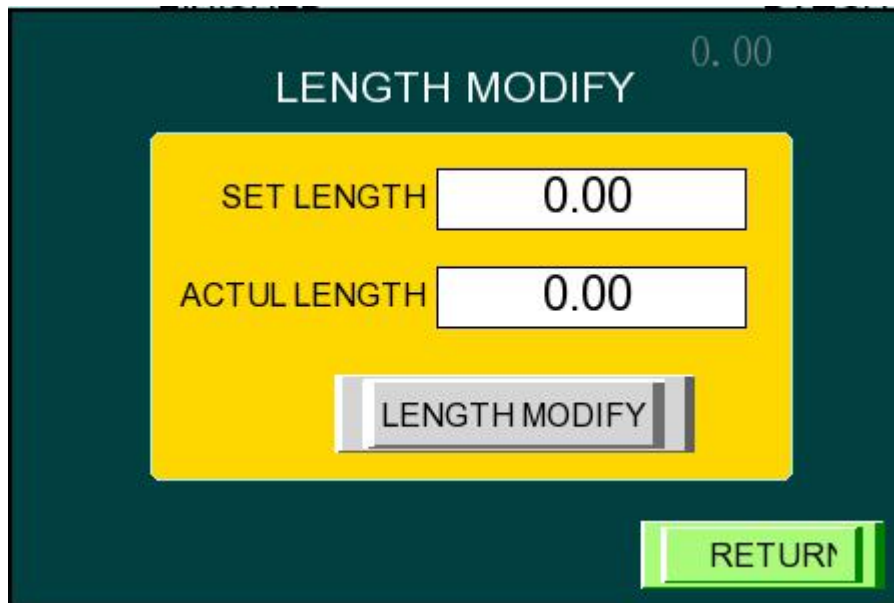 0.00
LENGTH MODIFY
SET LENGTH 0.00
ACTUL LENGTH 0.00
LENGTH MODIFY
RETURN